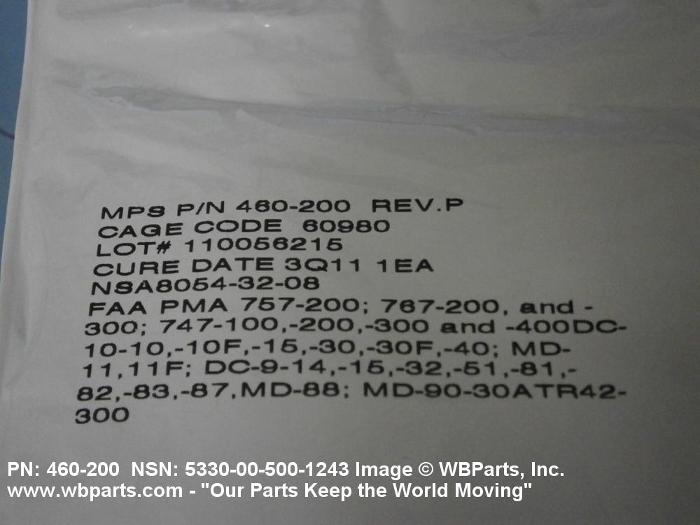 MPS P/N 460-200 REV.P
CAGE CODE 60980
LOT# 110056215
CURE DATE 3Q11 1EA
NSA8054-32-08
FAA PMA 757-200; 767-200, and -
300; 747-100,-200,-300 and -400DC-
10-10,-10F,-15,-30,-30F,-40; MD-
11,11F; DC-9-14,-15,-32,-51,-81,-
82,-83,-87,MD-88; MD-90-30ATR42-
300
PN: 460-200 NSN: 5330-00-500-1243 Image © WBParts, Inc.
www.wbparts.com - "Our Parts Keep the World Moving"